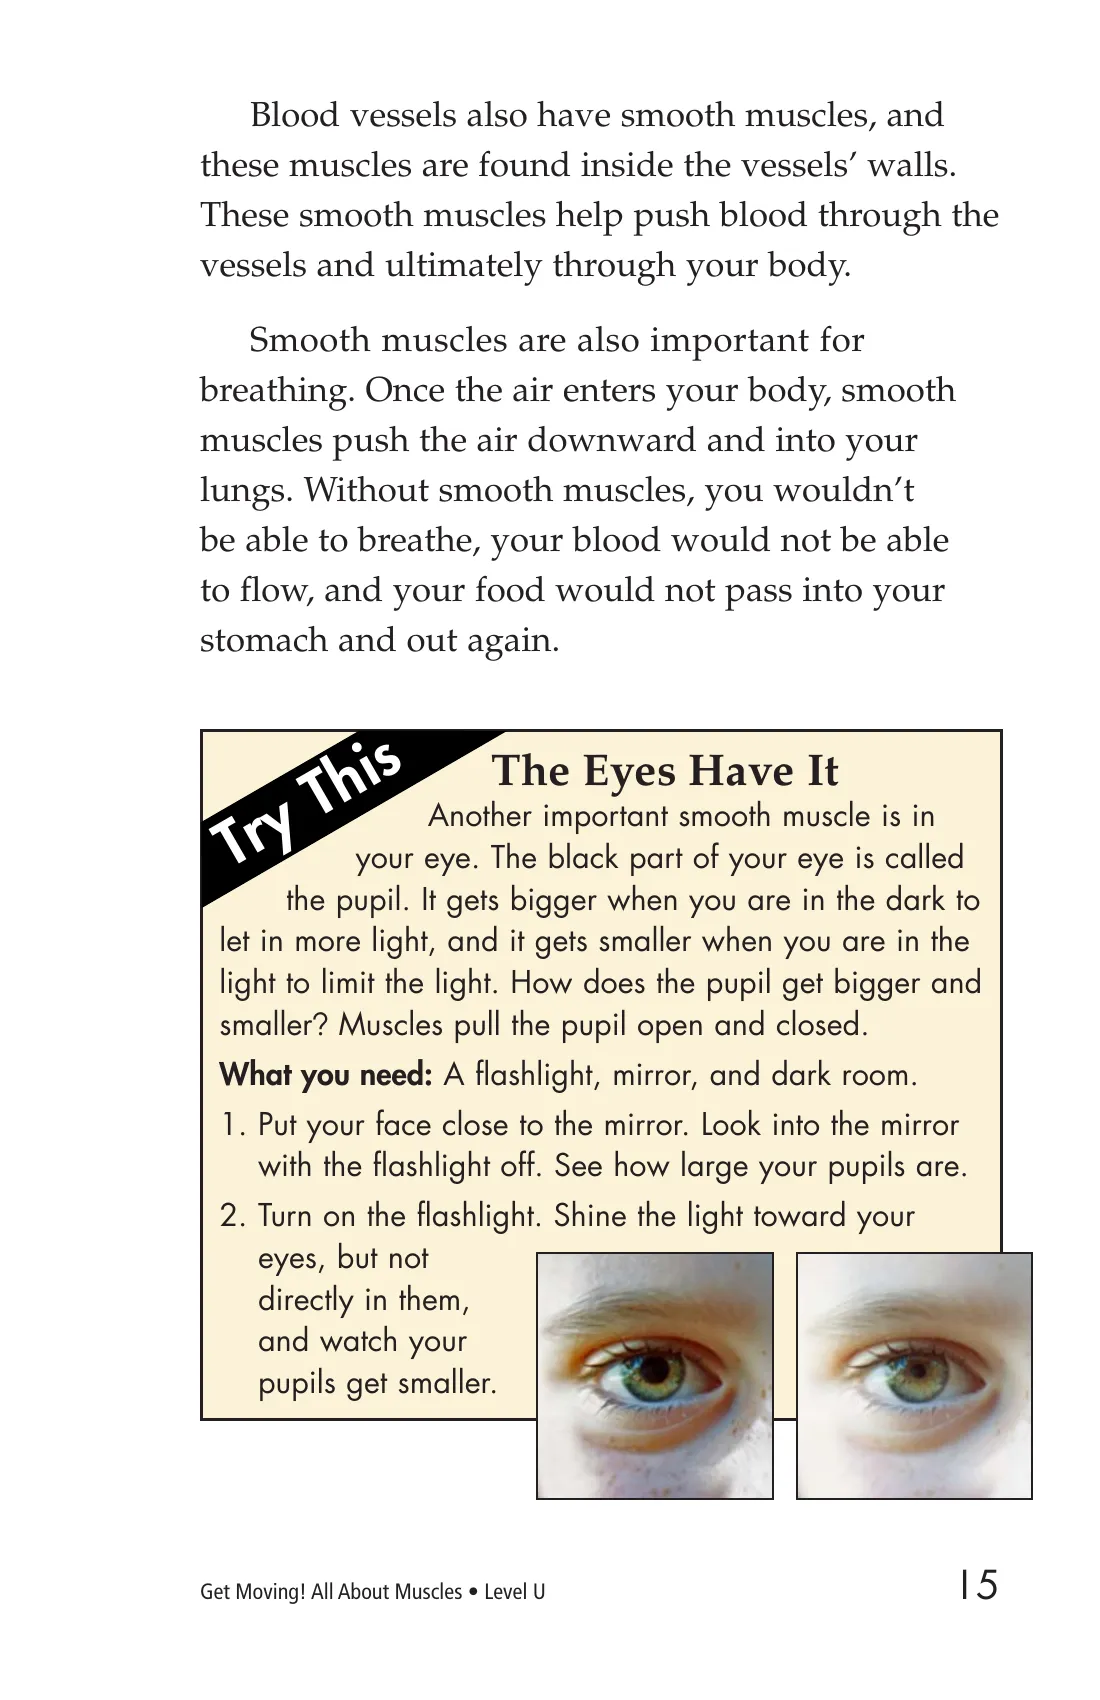 Blood vessels also have smooth muscles, and
these muscles are found inside the vessels’ walls.
These smooth muscles help push blood through the
vessels and ultimately through your body.
Smooth muscles are also important for
breathing. Once the air enters your body, smooth
muscles push the air downward and into your
lungs. Without smooth muscles, you wouldn’t
be able to breathe, your blood would not be able
to flow, and your food would not pass into your
stomach and out again.
Try This
The Eyes Have It
Another important smooth muscle is in
your eye. The black part of your eye is called
the pupil. It gets bigger when you are in the dark to
let in more light, and it gets smaller when you are in the
light to limit the light. How does the pupil get bigger and
smaller? Muscles pull the pupil open and closed.
What you need: A flashlight, mirror, and dark room.
1. Put your face close to the mirror. Look into the mirror
with the flashlight off. See how large your pupils are.
2. Turn on the flashlight. Shine the light toward your
eyes, but not
directly in them,
and watch your
pupils get smaller.
Get Moving! All About Muscles • Level U
15